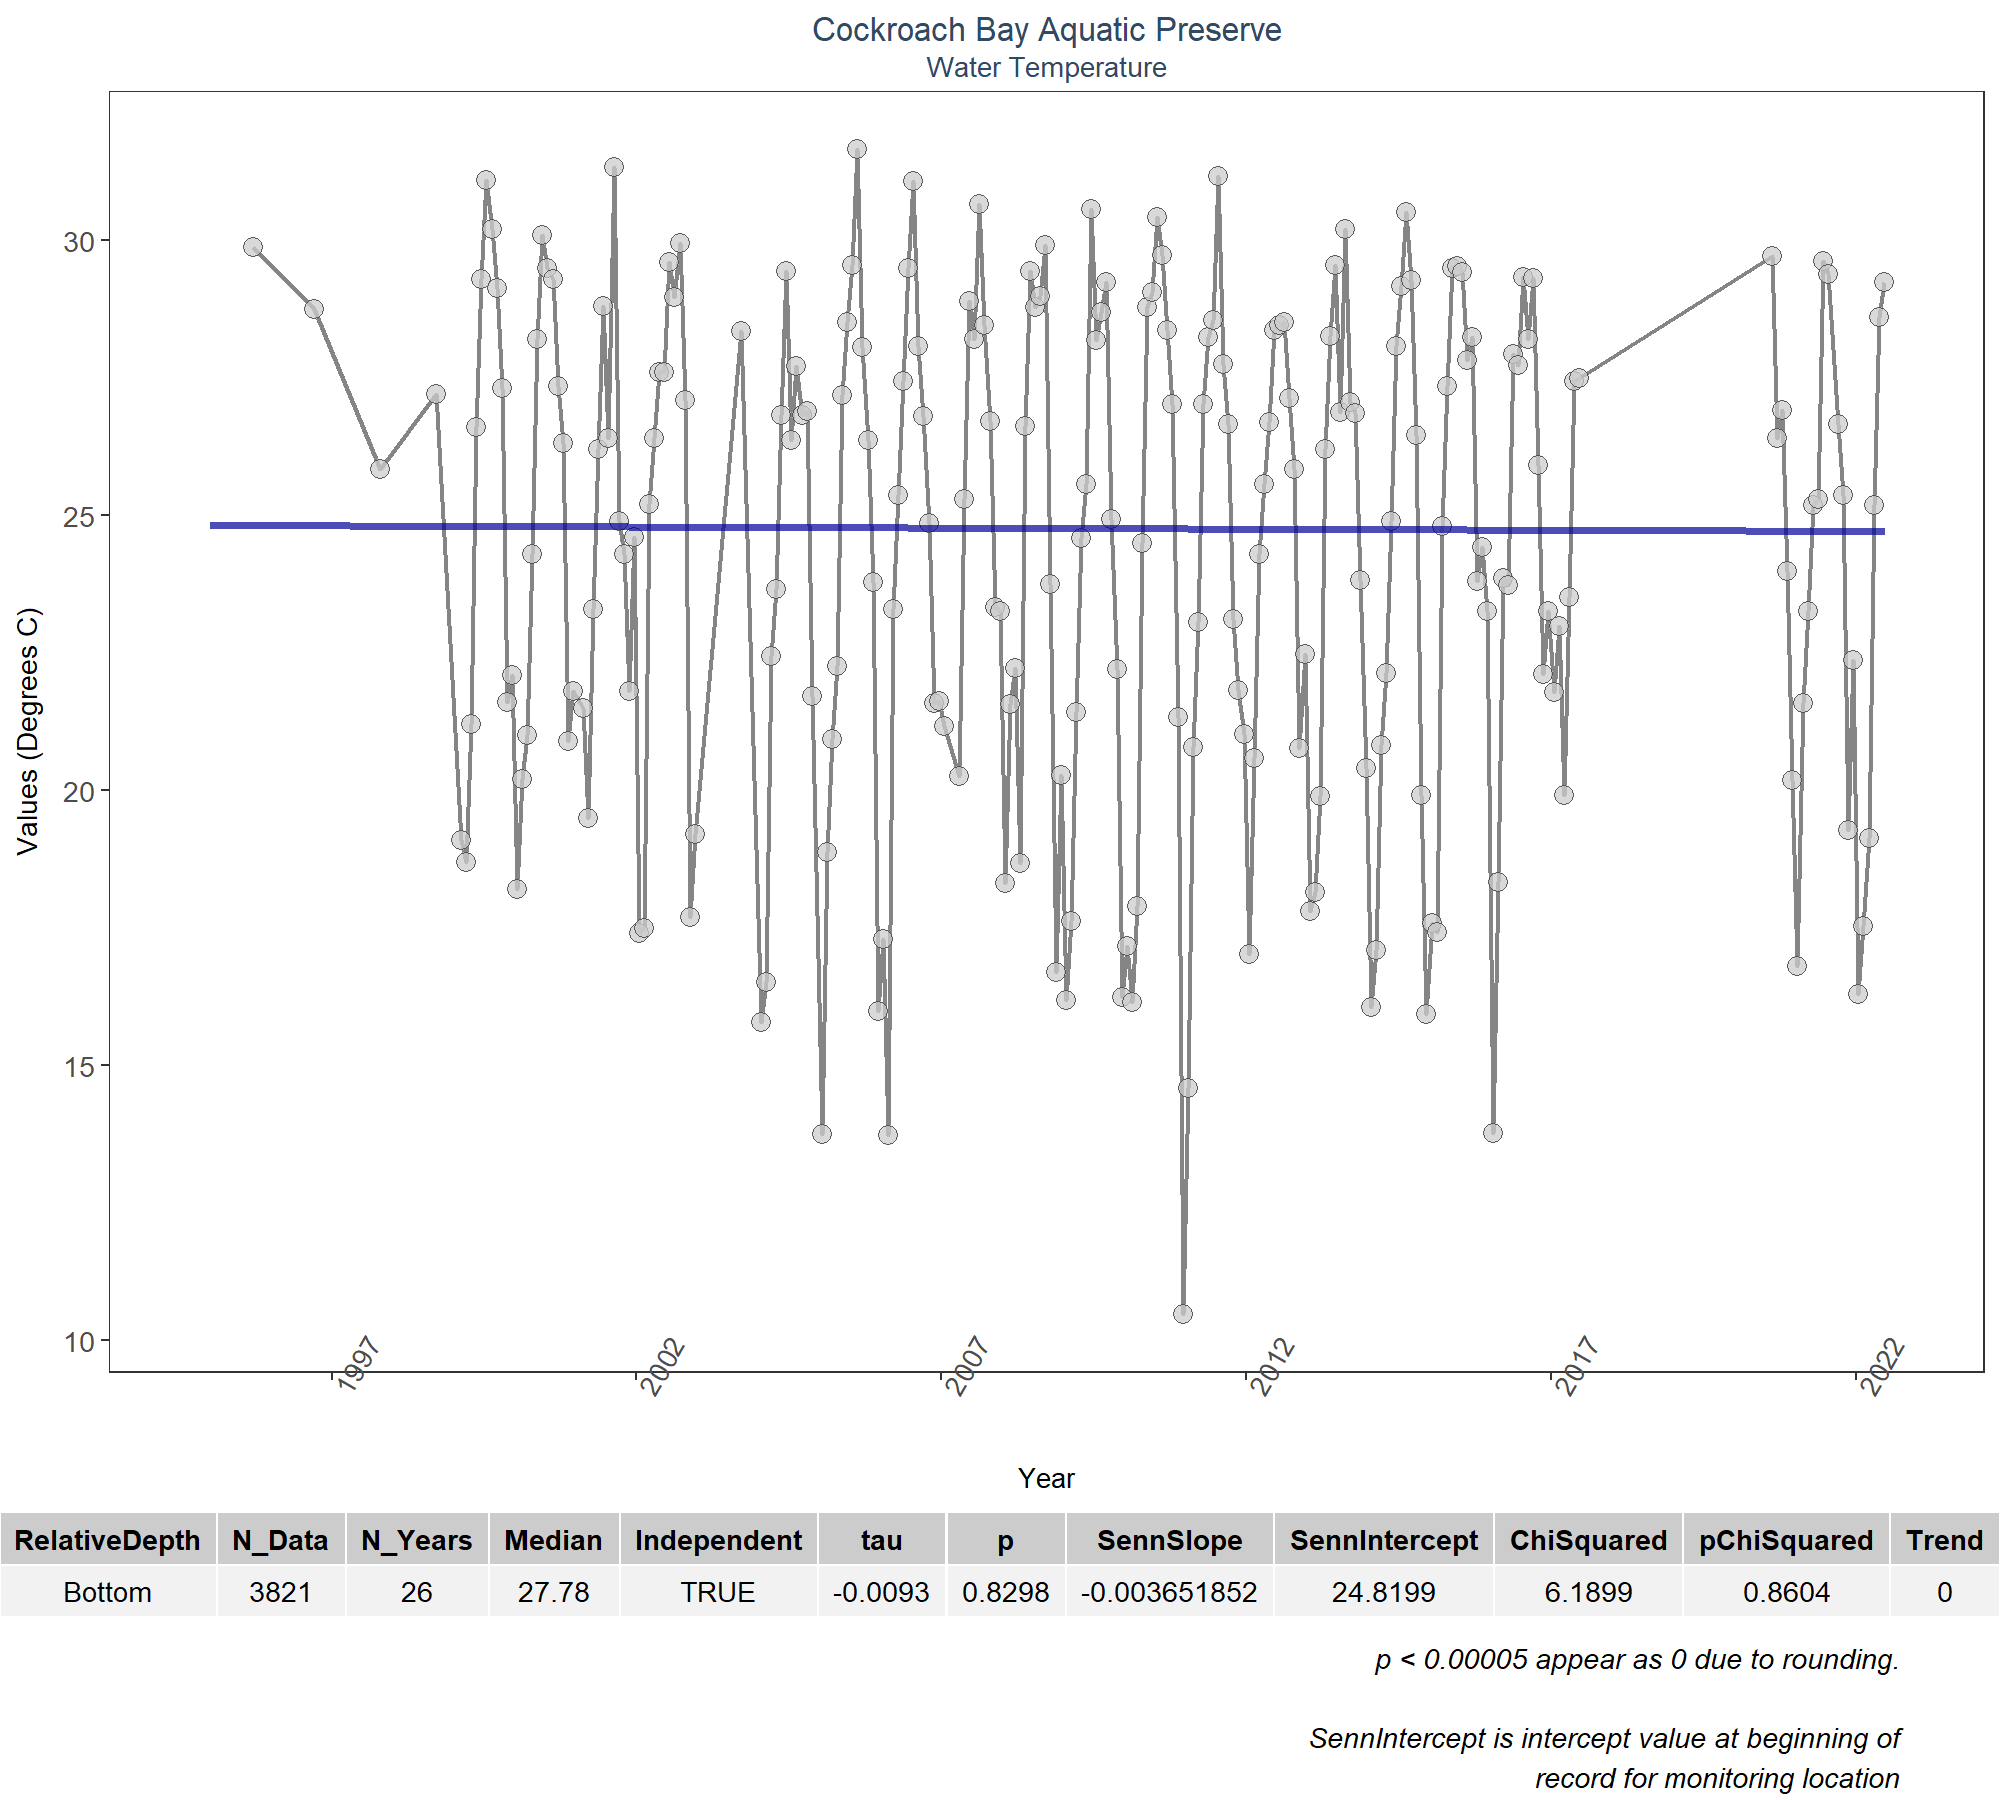 Cockroach Bay Aquatic Preserve
Water Temperature
Values (Degrees C)
30
25
20
15
10
1997 2002 2007 2012 2017 2022
Year
RelativeDepth N_Data N_Years Median Independent tau p SennSlope SennIntercept ChiSquared pChiSquared Trend
Bottom 3821 26 27.78 TRUE -0.0093 0.8298 -0.003651852 24.8199 6.1899 0.8604 0
p < 0.00005 appear as 0 due to rounding.
SennIntercept is intercept value at beginning of
record for monitoring location